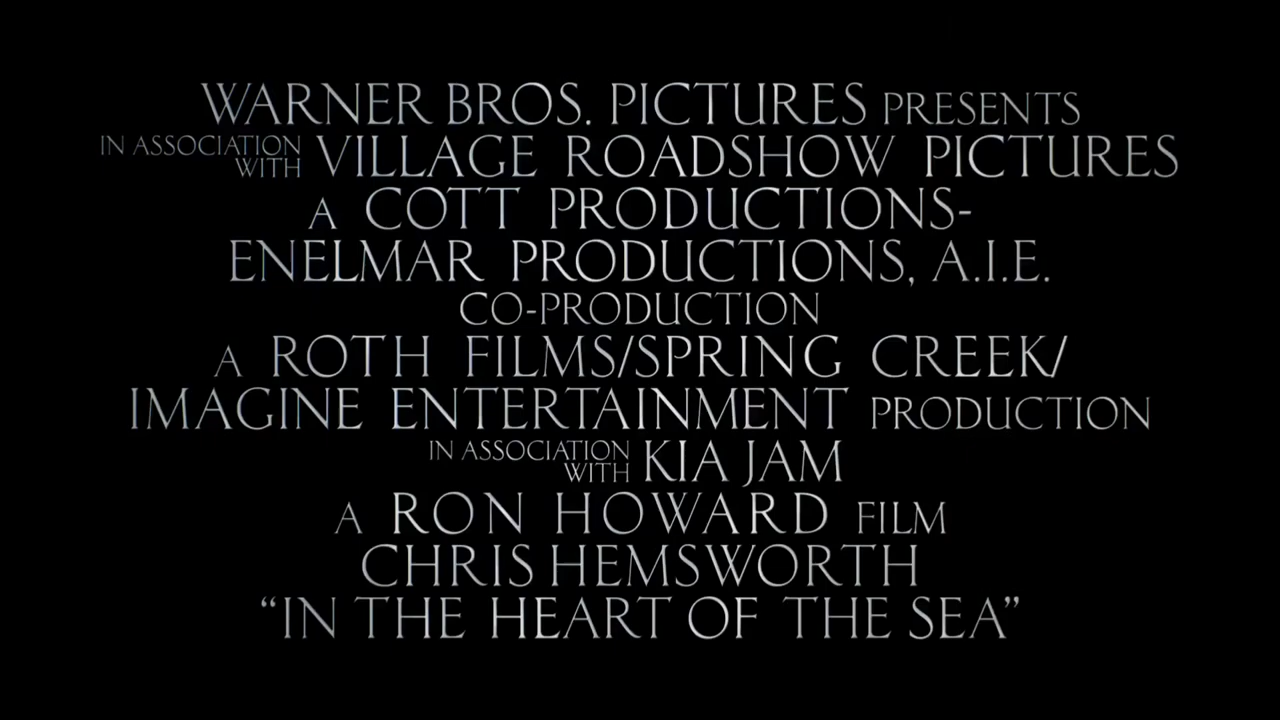 WARNER BROS. PICTURES PRESENTS
IN ASSOCIATION WITH VILLAGE ROADSHOW PICTURES
A COTT PRODUCTIONS-
ENELMAR PRODUCTIONS, A.I.E.
CO-PRODUCTION
A ROTH FILMS/SPRING CREEK/
IMAGINE ENTERTAINMENT PRODUCTION
IN ASSOCIATION WITH KIA JAM
A RON HOWARD FILM
CHRIS HEMSWORTH
“IN THE HEART OF THE SEA”